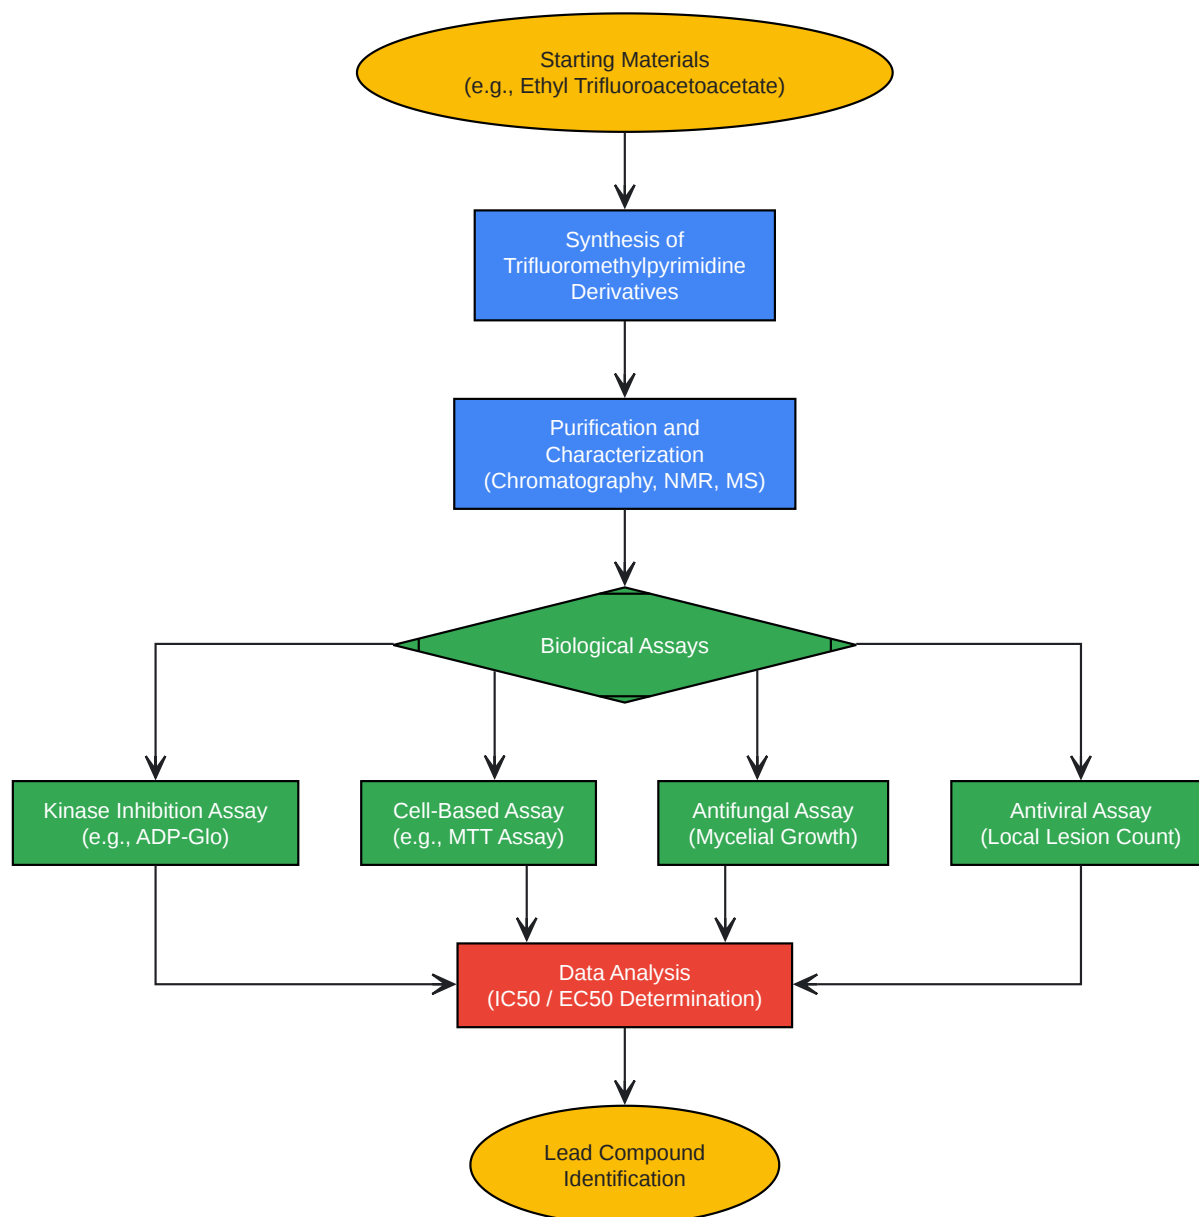 Starting Materials
(e.g., Ethyl Trifluoroacetoacetate)
Synthesis of
Trifluoromethylpyrimidine
Derivatives
Purification and
Characterization
(Chromatography, NMR, MS)
Biological Assays
Kinase Inhibition Assay
(e.g., ADP-Glo)
Cell-Based Assay
(e.g., MTT Assay)
Antifungal Assay
(Mycelial Growth)
Antiviral Assay
(Local Lesion Count)
Data Analysis
(IC50 / EC50 Determination)
Lead Compound
Identification